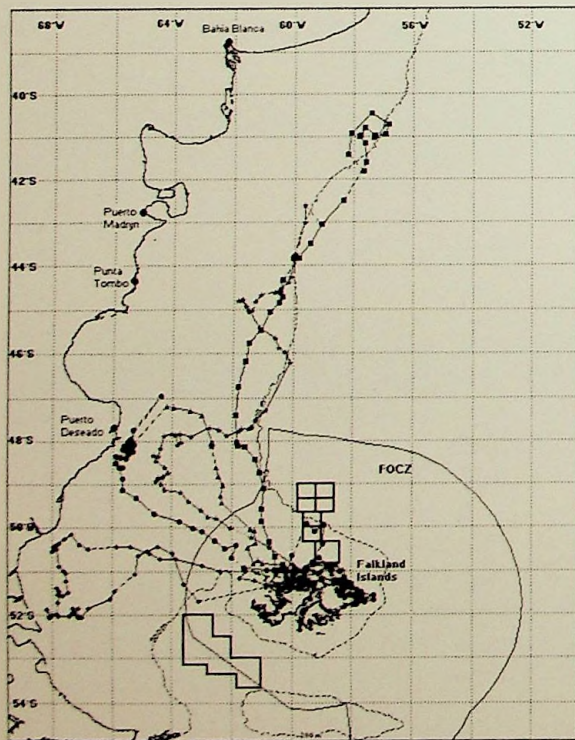 68°W 64°W 60°W 56°W 52°W
Bahia Blanca
40°S
42°S
Puerto
Madryn
Punta
Tombo
44°S
46°S
Puerto
Deseado
48°S
FOCZ
50°S
Falkland
Islands
52°S
54°S